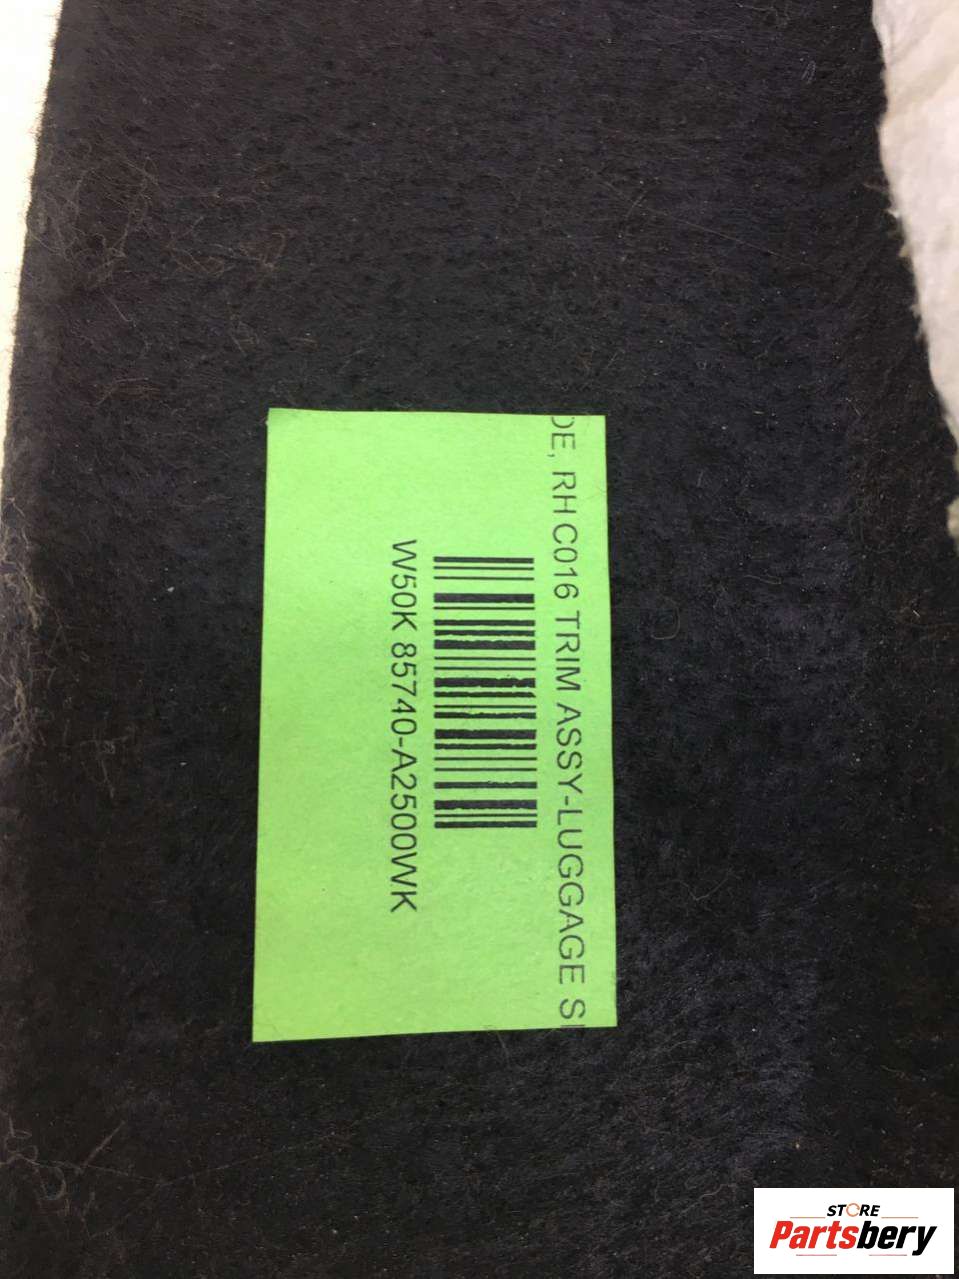 DE, RH C016 TRIM ASSY-LUGGAGE SI
W50K 85740-A2500WK
STORE
Partsbery